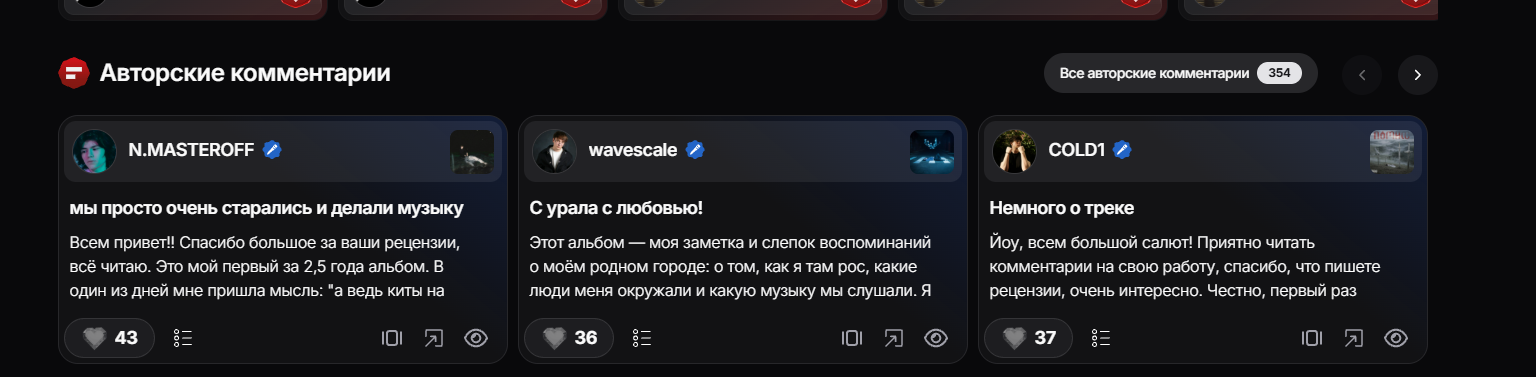 Авторские комментарии
Все авторские комментарии 354
N.MASTEROFF
мы просто очень старались и делали музыку
Всем привет!! Спасибо большое за ваши рецензии,
всё читаю. Это мой первый за 2,5 года альбом. В
один из дней мне пришла мысль: "а ведь киты на
43
wavescale
С урала с любовью!
Этот альбом — моя заметка и слепок воспоминаний
о моём родном городе: о том, как я там рос, какие
люди меня окружали и какую музыку мы слушали. Я
36
COLD1
Немного о треке
Йоу, всем большой салют! Приятно читать
комментарии на свою работу, спасибо, что пишете
рецензии, очень интересно. Честно, первый раз
37